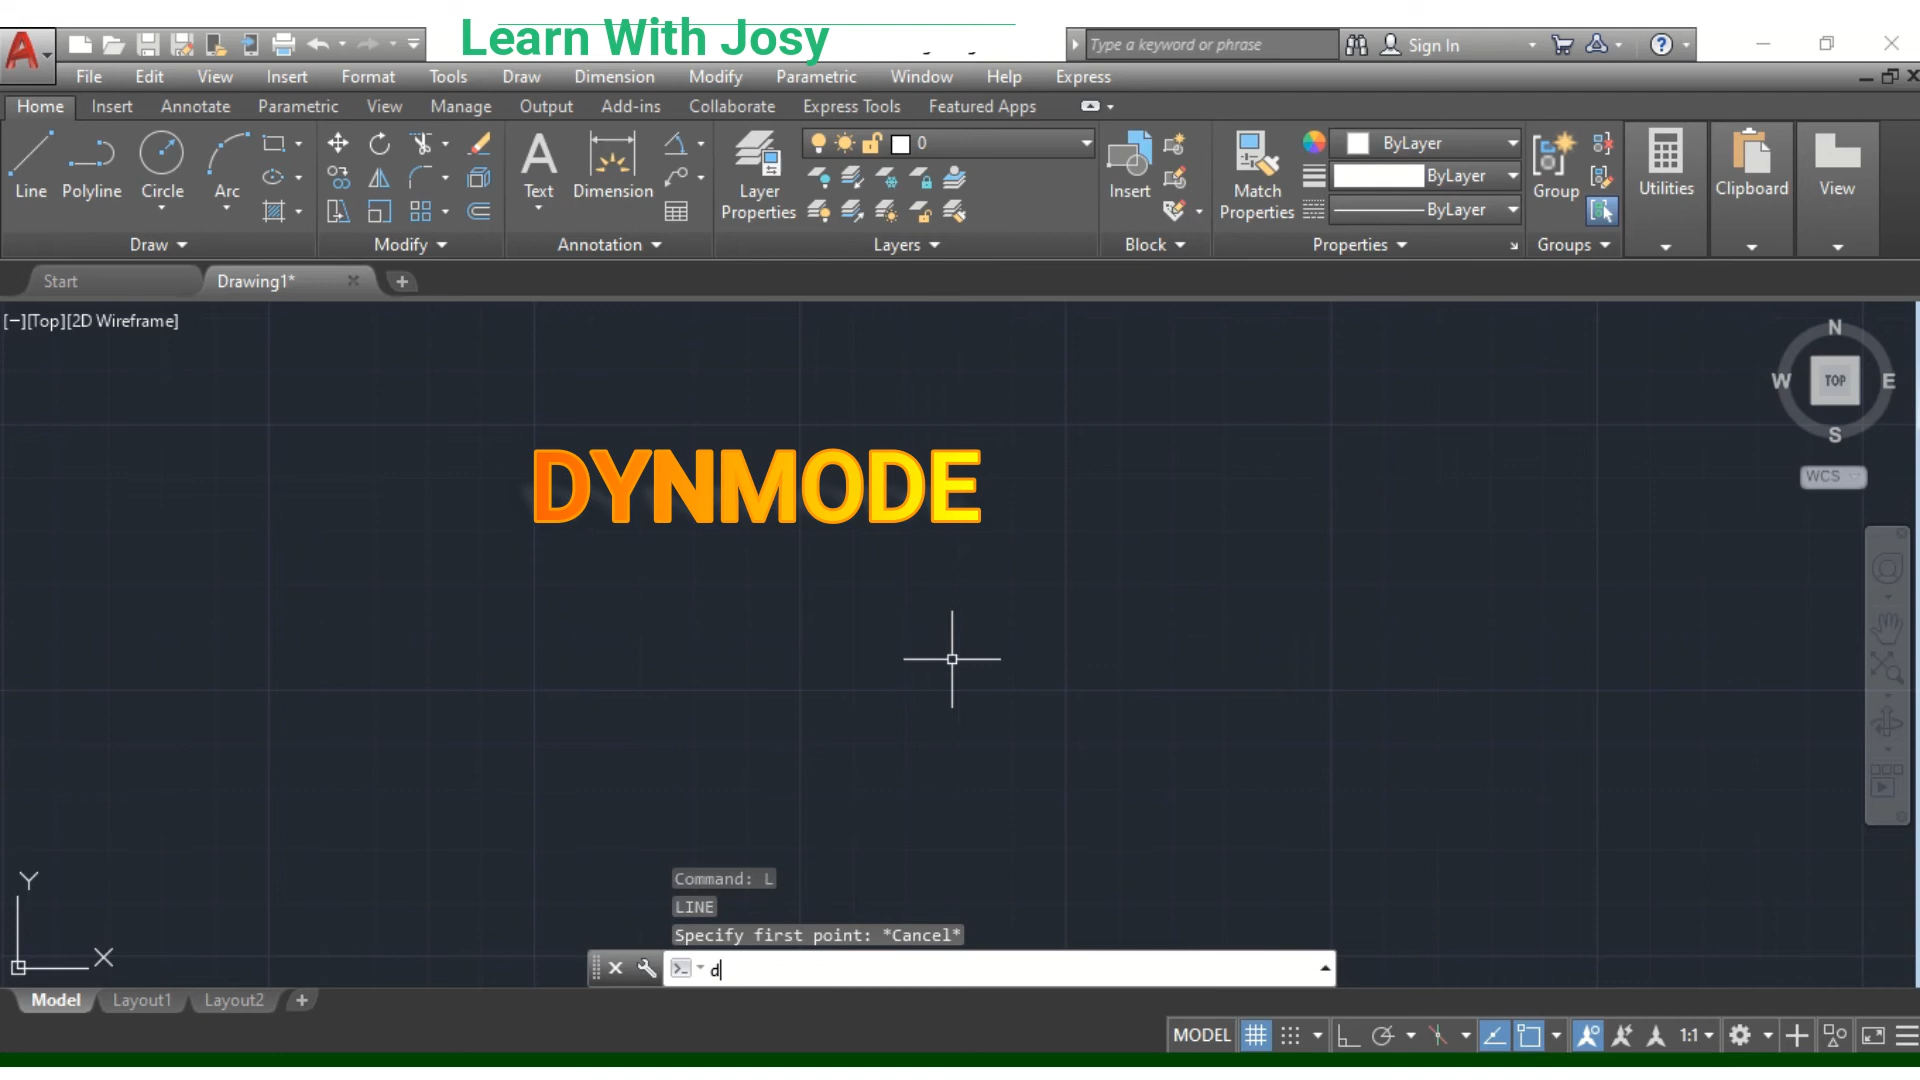 Learn With Josy
Type a keyword or phrase
Sign In
File Edit View Insert Format Tools Draw Dimension Modify Parametric Window Help Express
Home Insert Annotate Parametric View Manage Output Add-ins Collaborate Express Tools Featured Apps
0
ByLayer
ByLayer
ByLayer
Line Polyline Circle Arc
Text Dimension
Layer
Properties
Insert
Match
Properties
Group
Utilities Clipboard View
Draw Modify Annotation Layers Block Properties Groups
Start Drawing1*
[−][Top][2D Wireframe]
N
W TOP E
S
WCS
DYNMODE
Y
X
Command: L
LINE
Specify first point: *Cancel*
d
Model Layout1 Layout2
MODEL 1:1